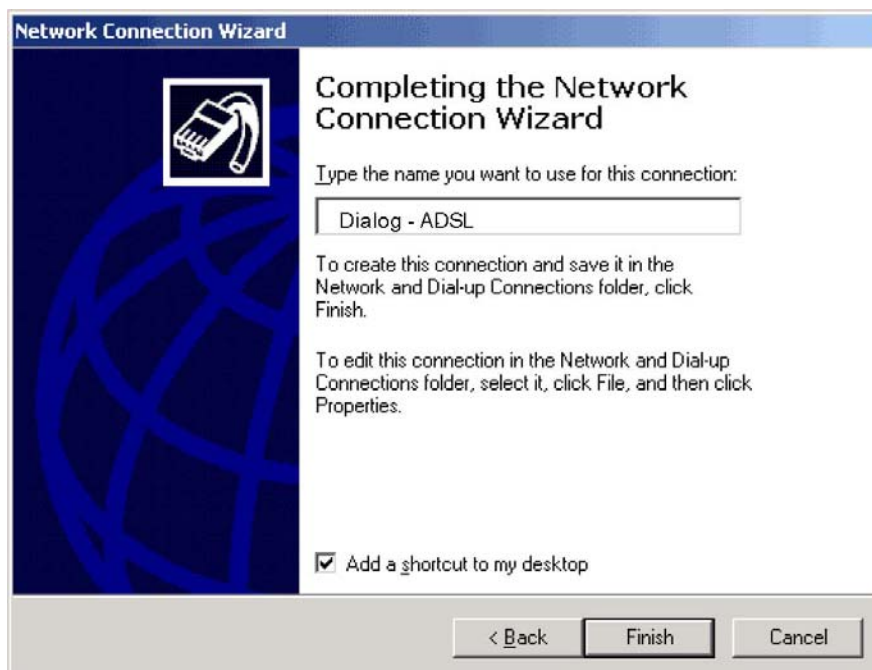 Network Connection Wizard
Completing the Network
Connection Wizard
Type the name you want to use for this connection:
Dialog - ADSL
To create this connection and save it in the
Network and Dial-up Connections folder, click
Finish.
To edit this connection in the Network and Dial-up
Connections folder, select it, click File, and then click
Properties.
Add a shortcut to my desktop
< Back Finish Cancel